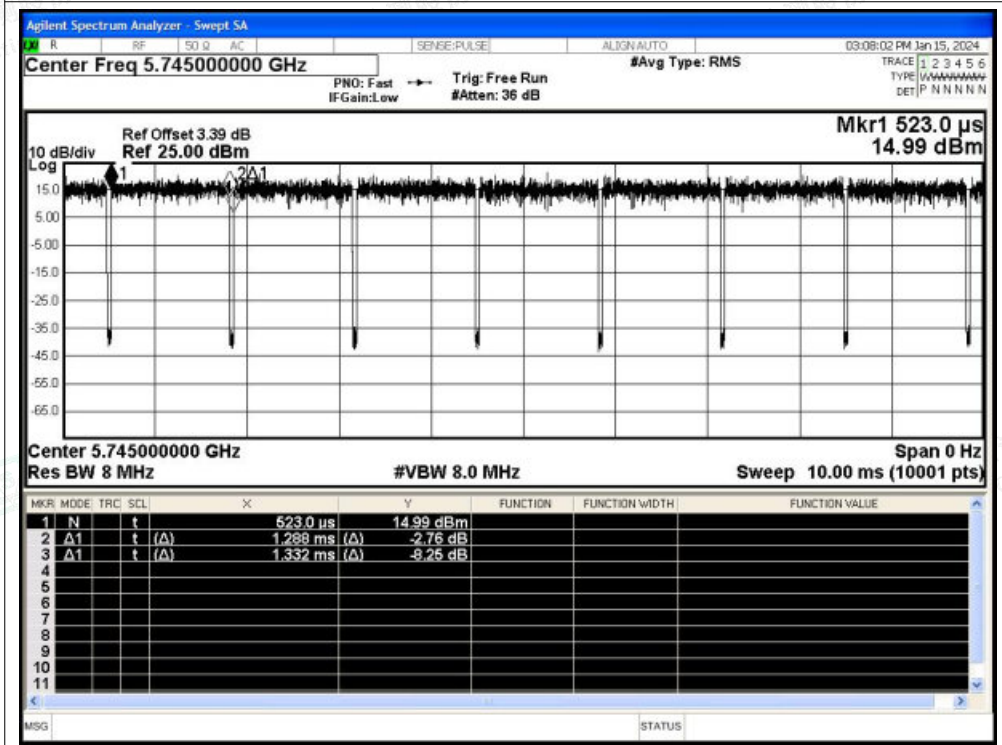 Agilent Spectrum Analyzer - Swept SA
R RF 50 Ω AC SENSE:PULSE ALIGN AUTO 03:08:02 PM Jan 15, 2024
Center Freq 5.745000000 GHz #Avg Type: RMS TRACE 1 2 3 4 5 6
PNO: Fast Trig: Free Run TYPE
IFGain:Low #Atten: 36 dB DET P N N N N N
Mkr1 523.0 µs
14.99 dBm
Ref Offset 3.39 dB
10 dB/div Ref 25.00 dBm
Log
1 2Δ1
15.0
5.00
-5.00
-15.0
-25.0
-35.0
-45.0
-55.0
-65.0
Center 5.745000000 GHz Span 0 Hz
Res BW 8 MHz #VBW 8.0 MHz Sweep 10.00 ms (10001 pts)
MKR MODE TRC SCL X Y FUNCTION FUNCTION WIDTH FUNCTION VALUE
1 N t 523.0 µs 14.99 dBm
2 Δ1 t (Δ) 1.288 ms (Δ) -2.76 dB
3 Δ1 t (Δ) 1.332 ms (Δ) -8.25 dB
4
5
6
7
8
9
10
11
MSG STATUS